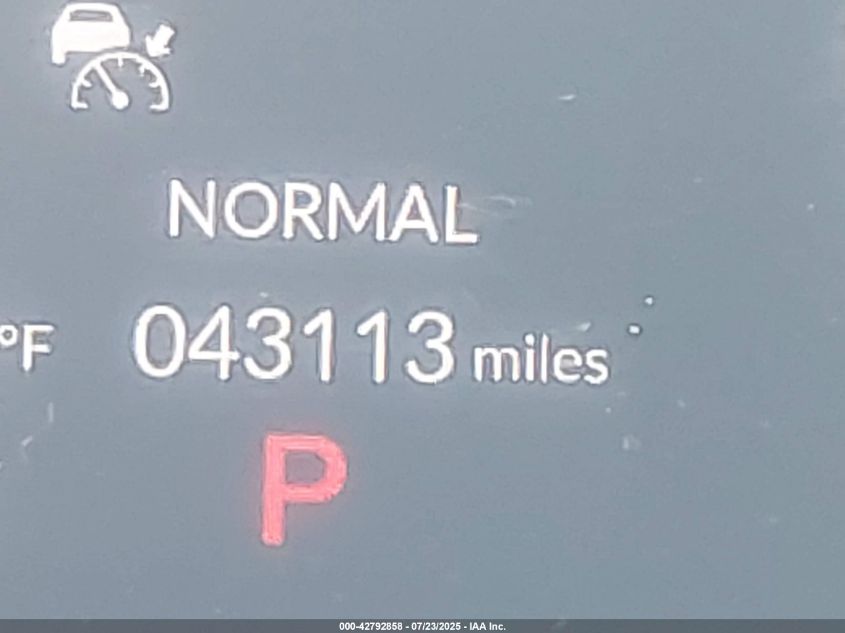 NORMAL
°F 043113 miles
P
000-42792858 - 07/23/2025 - IAA Inc.